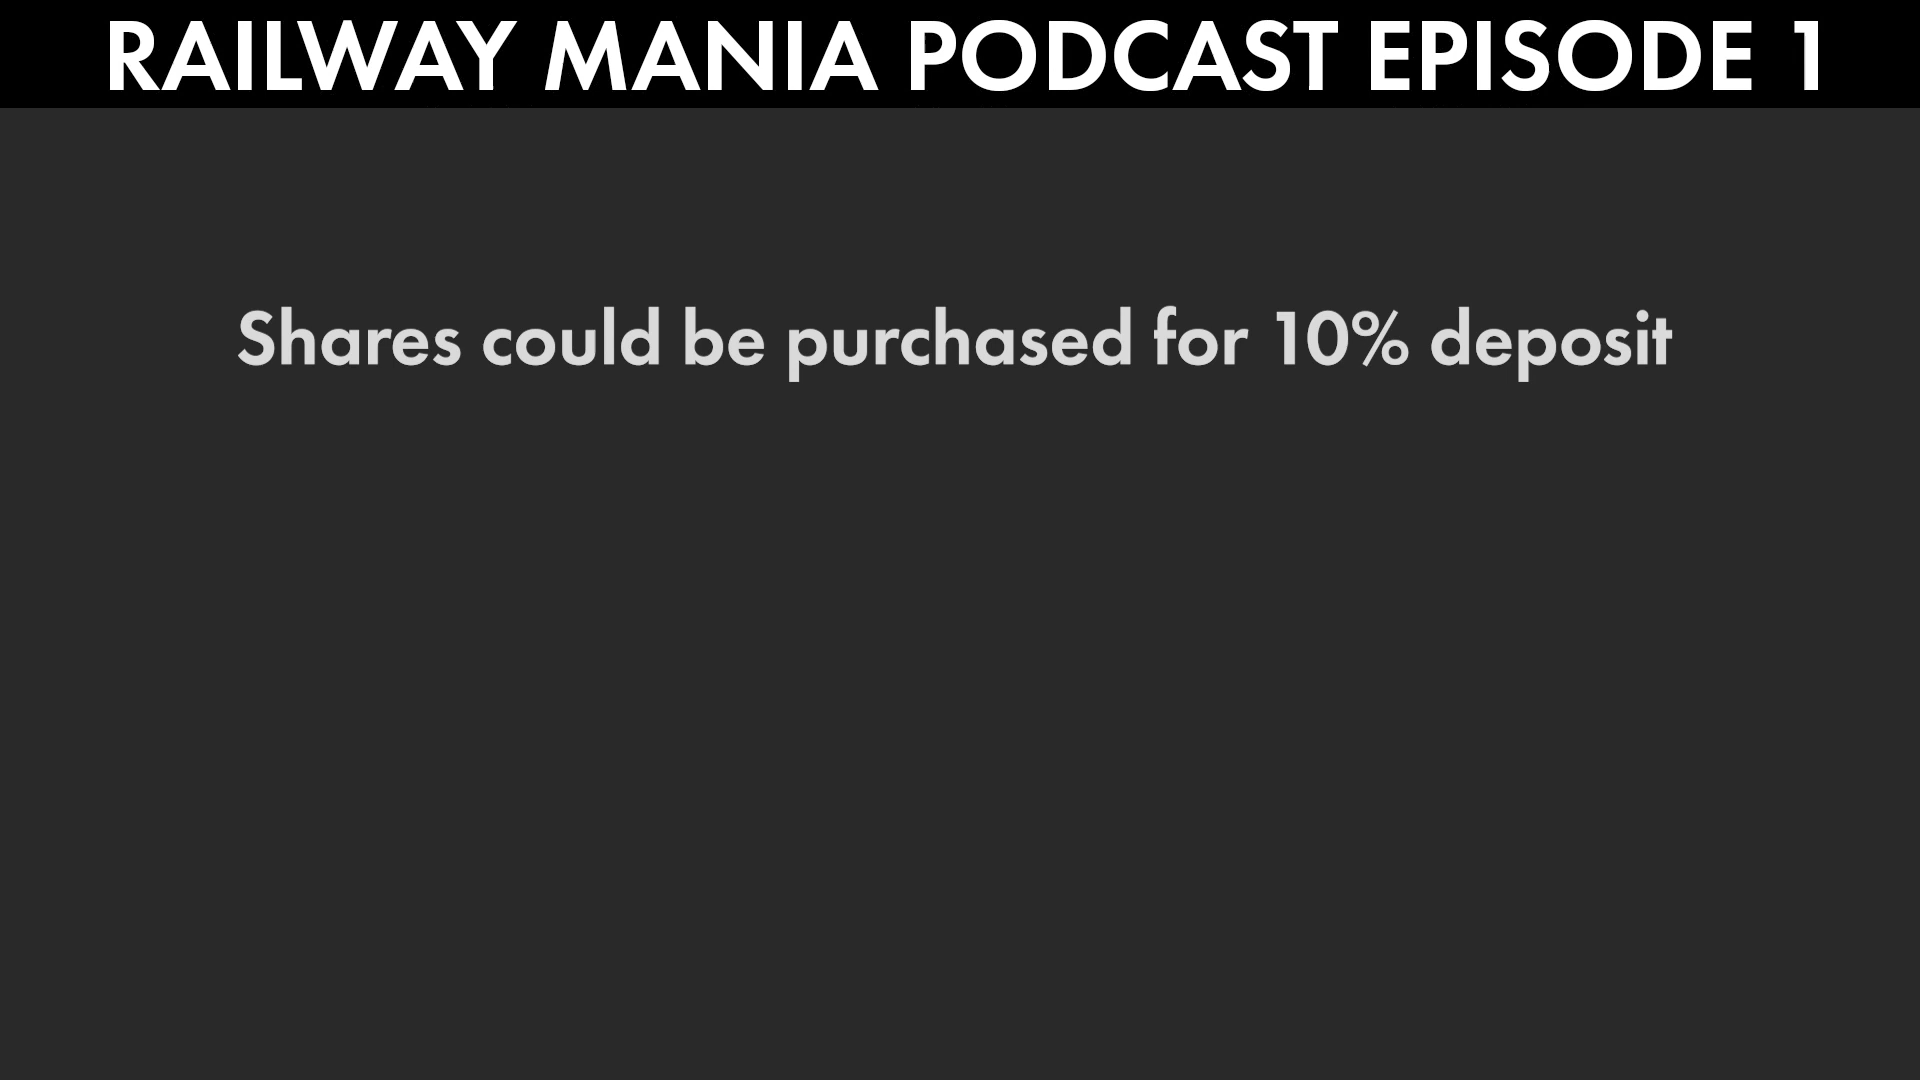 RAILWAY MANIA PODCAST EPISODE 1
Shares could be purchased for 10% deposit